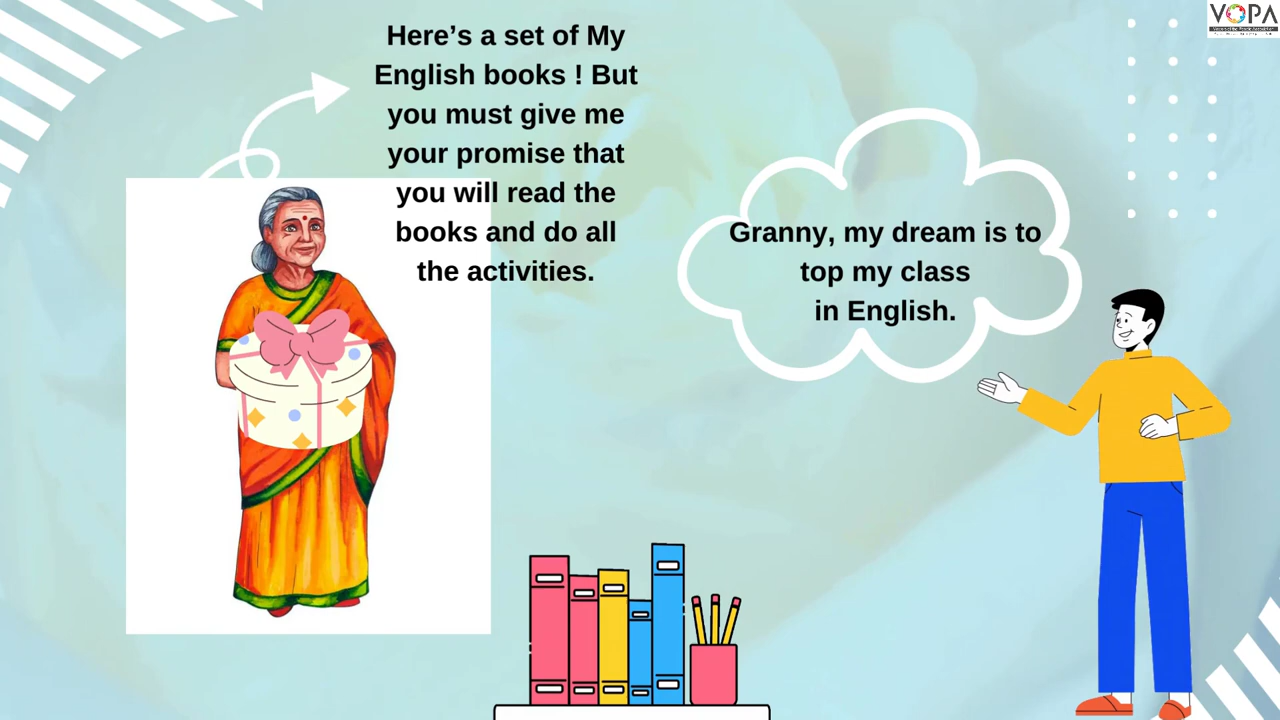 VOPA
Here’s a set of My
English books ! But
you must give me
your promise that
you will read the
books and do all
the activities.
Granny, my dream is to
top my class
in English.